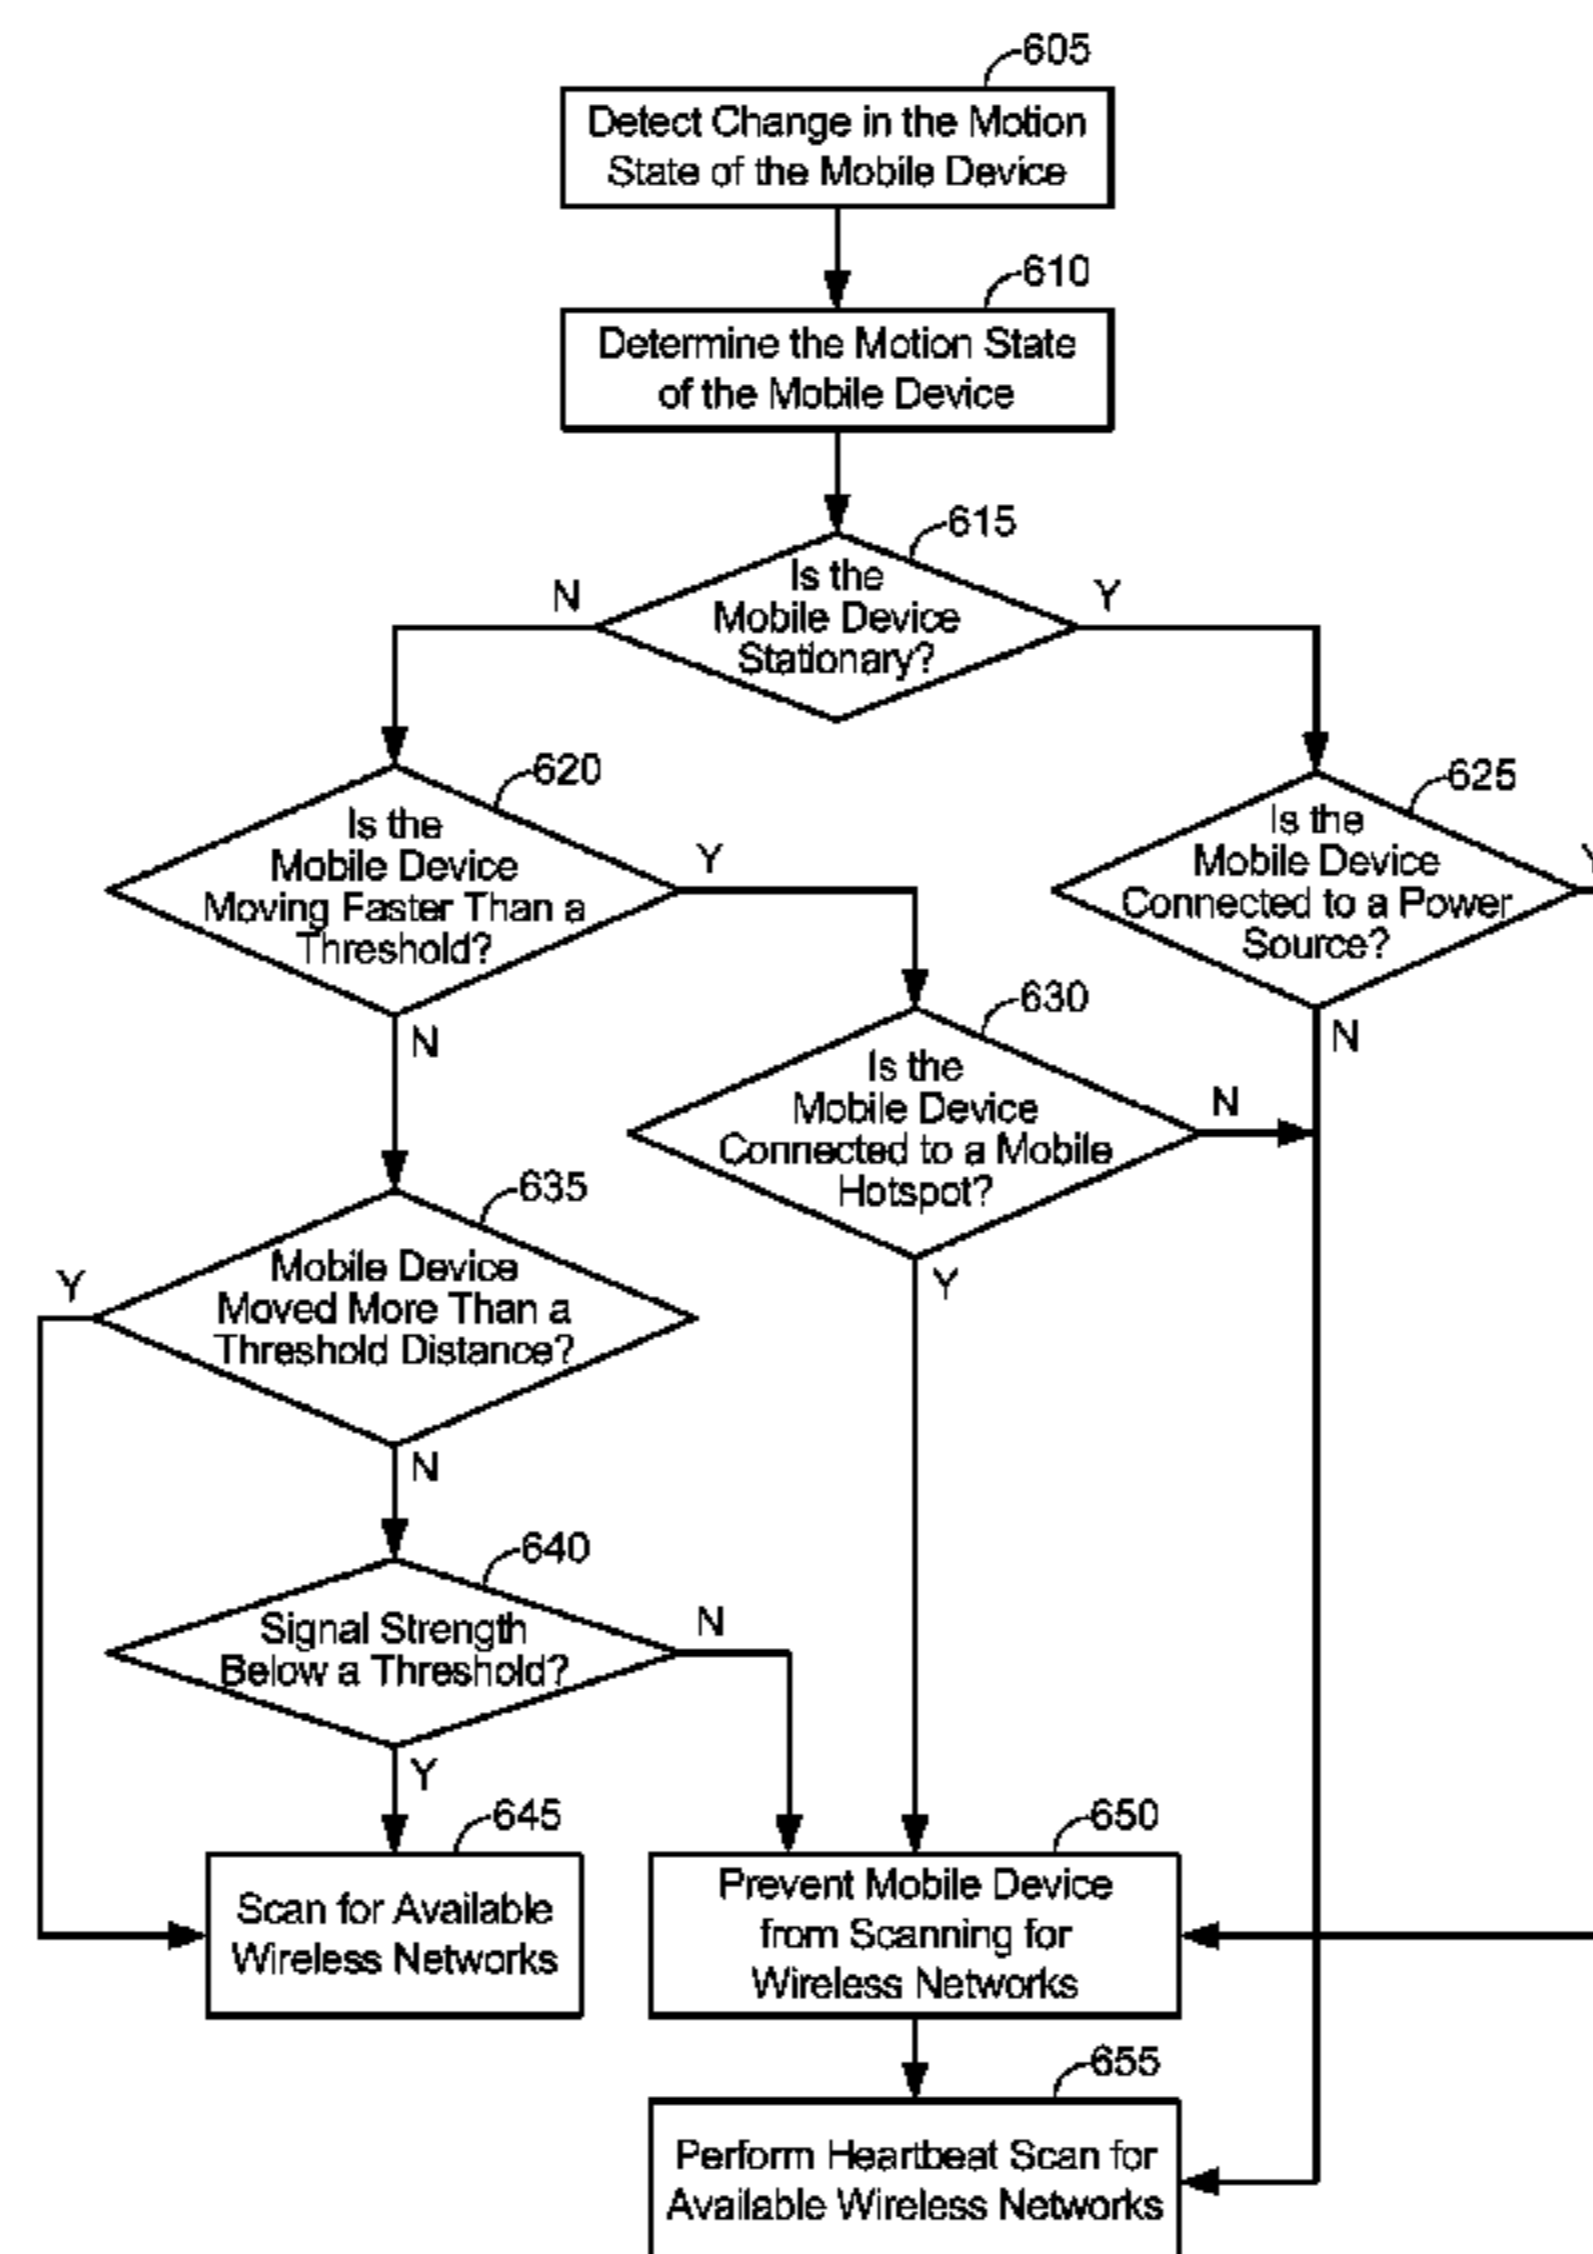 605
Detect Change in the Motion
State of the Mobile Device
610
Determine the Motion State
of the Mobile Device
615
Is the
Mobile Device
Stationary?
N
Y
620
Is the
Mobile Device
Moving Faster Than a
Threshold?
Y
N
625
Is the
Mobile Device
Connected to a Power
Source?
Y
N
630
Is the
Mobile Device
Connected to a Mobile
Hotspot?
N
Y
635
Mobile Device
Moved More Than a
Threshold Distance?
Y
N
640
Signal Strength
Below a Threshold?
N
Y
645
Scan for Available
Wireless Networks
650
Prevent Mobile Device
from Scanning for
Wireless Networks
655
Perform Heartbeat Scan for
Available Wireless Networks